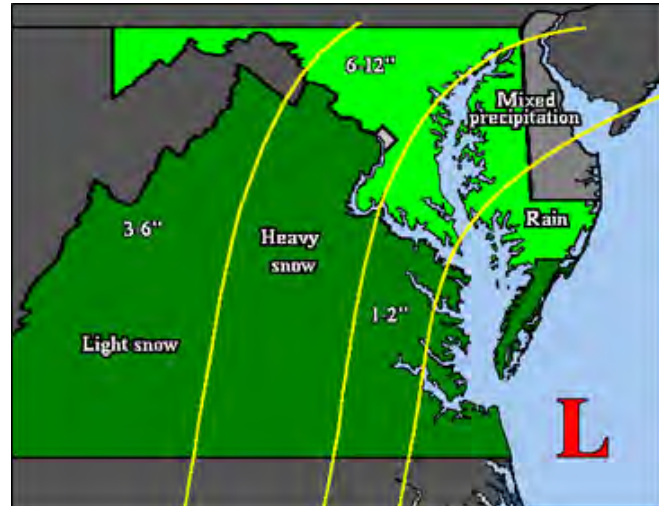 6-12"
Mixed
precipitation
3-6"
Heavy
snow
Rain
Light snow
1-2"
L